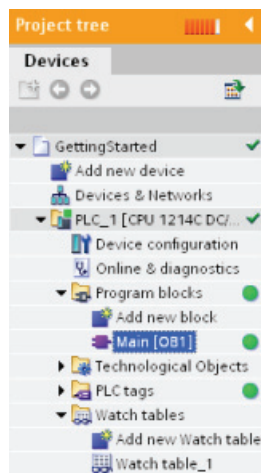 Project tree
Devices
GettingStarted
Add new device
Devices & Networks
PLC_1 [CPU 1214C DC/...
Device configuration
Online & diagnostics
Program blocks
Add new block
Main [OB1]
Technological Objects
PLC tags
Watch tables
Add new Watch table
Watch table_1